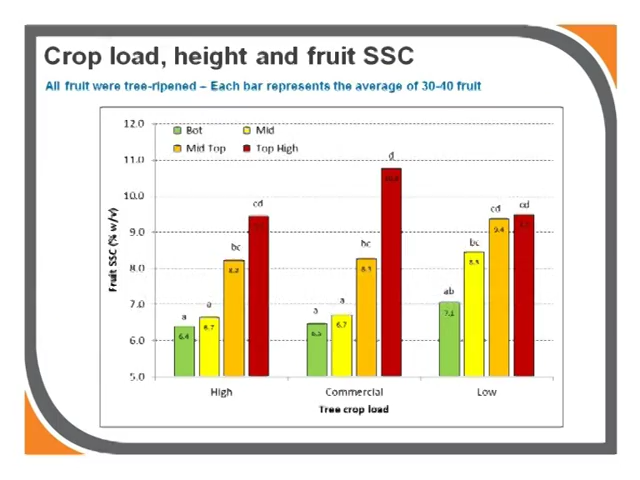 Crop load, height and fruit SSC
All fruit were tree-ripened – Each bar represents the average of 30-40 fruit
Bot
Mid
Mid Top
Top High
12.0
11.0
10.0
9.0
8.0
7.0
6.0
5.0
Fruit SSC (% w/v)
a
a
bc
cd
a
a
bc
d
ab
bc
cd
cd
6.4
6.7
8.2
6.5
6.7
8.3
7.1
8.5
9.4
High
Commercial
Low
Tree crop load